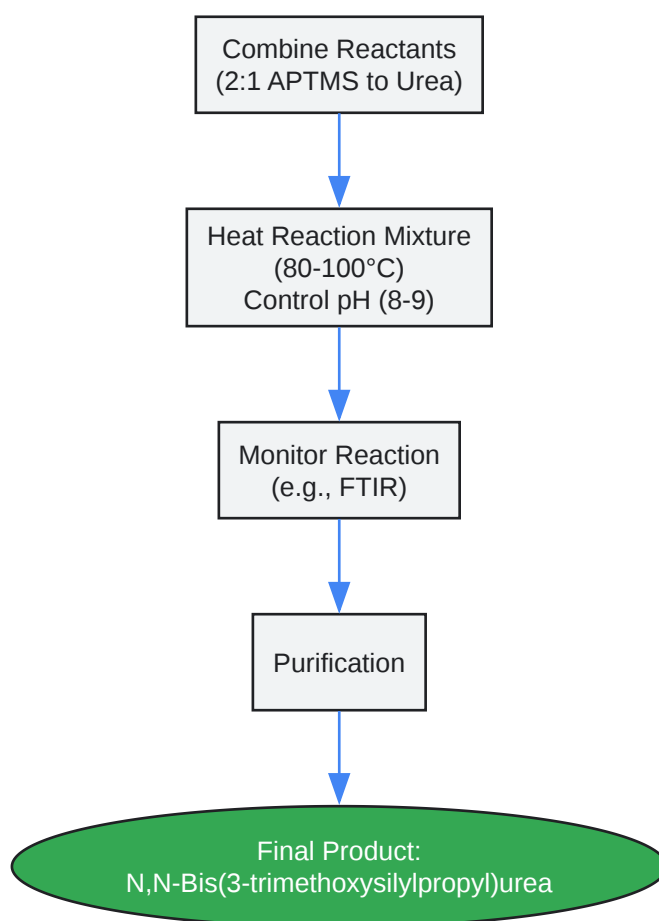 Combine Reactants
(2:1 APTMS to Urea)
Heat Reaction Mixture
(80-100°C)
Control pH (8-9)
Monitor Reaction
(e.g., FTIR)
Purification
Final Product:
N,N-Bis(3-trimethoxysilylpropyl)urea